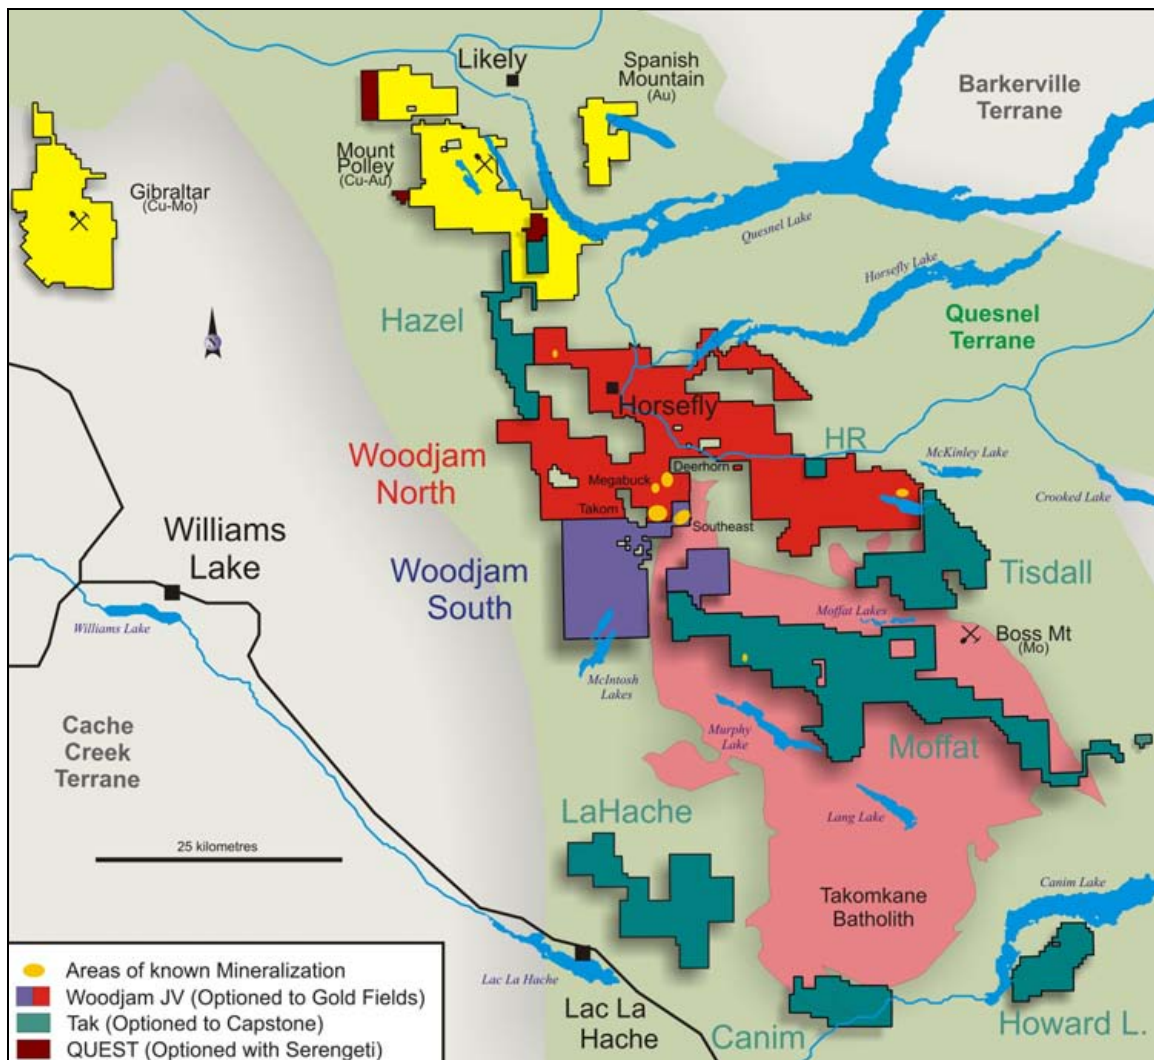 Likely
Spanish
Mountain
(Au)
Barkerville
Terrane
Mount
Polley
(Cu-Au)
Gibraltar
(Cu-Mo)
Quesnel Lake
Horsefly Lake
Hazel
Quesnel
Terrane
Horsefly
HR
McKinley Lake
Woodjam
North
Deerhorn
Megabuck
Crooked Lake
Takom
Southeast
Williams
Lake
Woodjam
South
Tisdall
Williams Lake
Moffat Lakes
Boss Mt
(Mo)
McIntosh
Lakes
Cache
Creek
Terrane
Murphy
Lake
Moffat
LaHache
Lang Lake
25 kilometres
Takomkane
Batholith
Canim Lake
Lac La Hache
Lac La
Hache
Canim
Howard L.
Areas of known Mineralization
Woodjam JV (Optioned to Gold Fields)
Tak (Optioned to Capstone)
QUEST (Optioned with Serengeti)